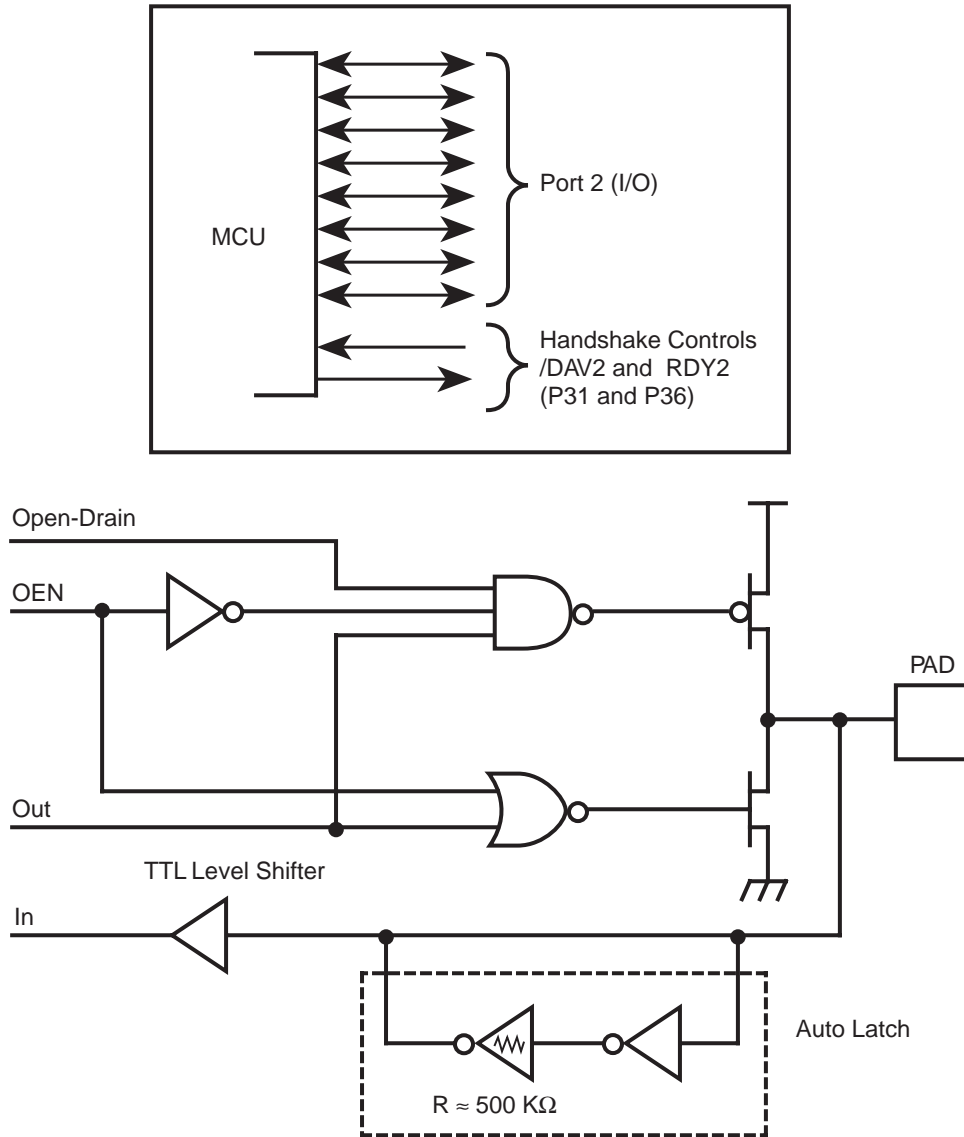 MCU
Port 2 (I/O)
Handshake Controls
/DAV2 and RDY2
(P31 and P36)
Open-Drain
OEN
PAD
Out
TTL Level Shifter
In
Auto Latch
R ≈ 500 KΩ